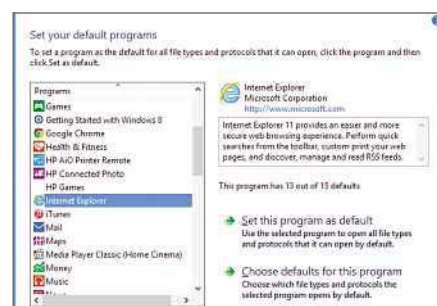 Set your default programs
To set a program as the default for all file types and protocols that it can open, click the program and then
click Set as default.
Programs
Games
Getting Started with Windows 8
Google Chrome
Health & Fitness
HP AiO Printer Remote
HP Connected Photo
HP Games
Internet Explorer
iTunes
Mail
Maps
Media Player Classic (Home Cinema)
Money
Music
Internet Explorer
Microsoft Corporation
http://www.microsoft.com
Internet Explorer 11 provides an easier and more
secure web browsing experience. Perform quick
searches from the toolbar, custom print your web
pages, and discover, manage and read RSS feeds.
This program has 13 out of 15 defaults
Set this program as default
Use the selected program to open all file types
and protocols that it can open by default.
Choose defaults for this program
Choose which file types and protocols the
selected program opens by default.